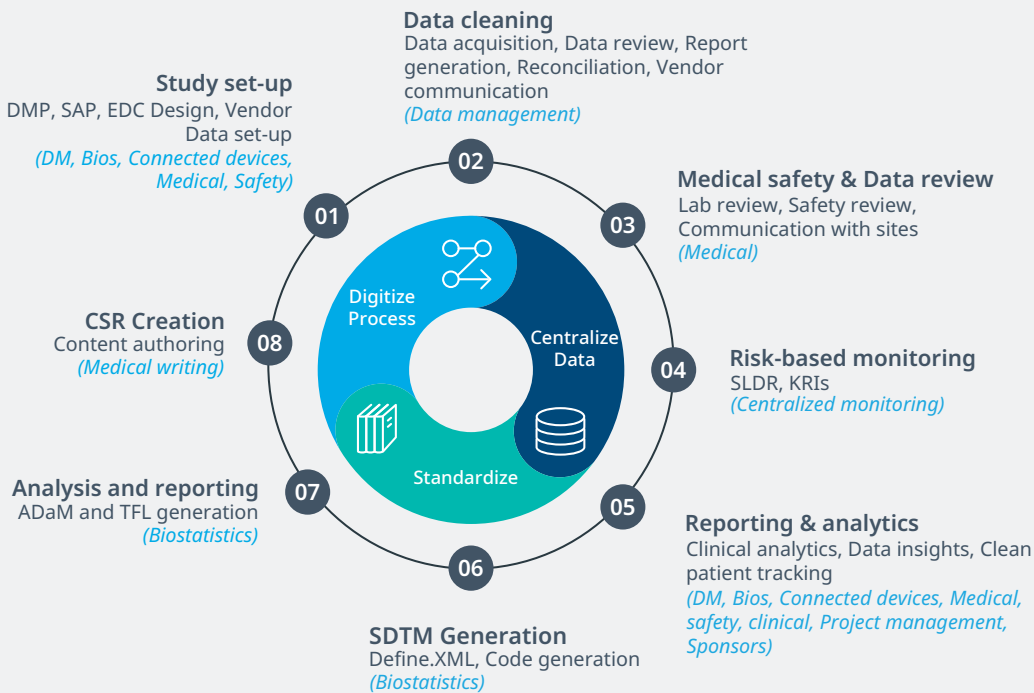 Study set-up
DMP, SAP, EDC Design, Vendor
Data set-up
(DM, Bios, Connected devices,
Medical, Safety)
01
Data cleaning
Data acquisition, Data review, Report
generation, Reconciliation, Vendor
communication
(Data management)
02
Medical safety & Data review
Lab review, Safety review,
Communication with sites
(Medical)
03
Risk-based monitoring
SLDR, KRIs
(Centralized monitoring)
04
Reporting & analytics
Clinical analytics, Data insights, Clean
patient tracking
(DM, Bios, Connected devices, Medical,
safety, clinical, Project management,
Sponsors)
05
SDTM Generation
Define.XML, Code generation
(Biostatistics)
06
Analysis and reporting
ADaM and TFL generation
(Biostatistics)
07
CSR Creation
Content authoring
(Medical writing)
08
Digitize
Process
Centralize
Data
Standardize